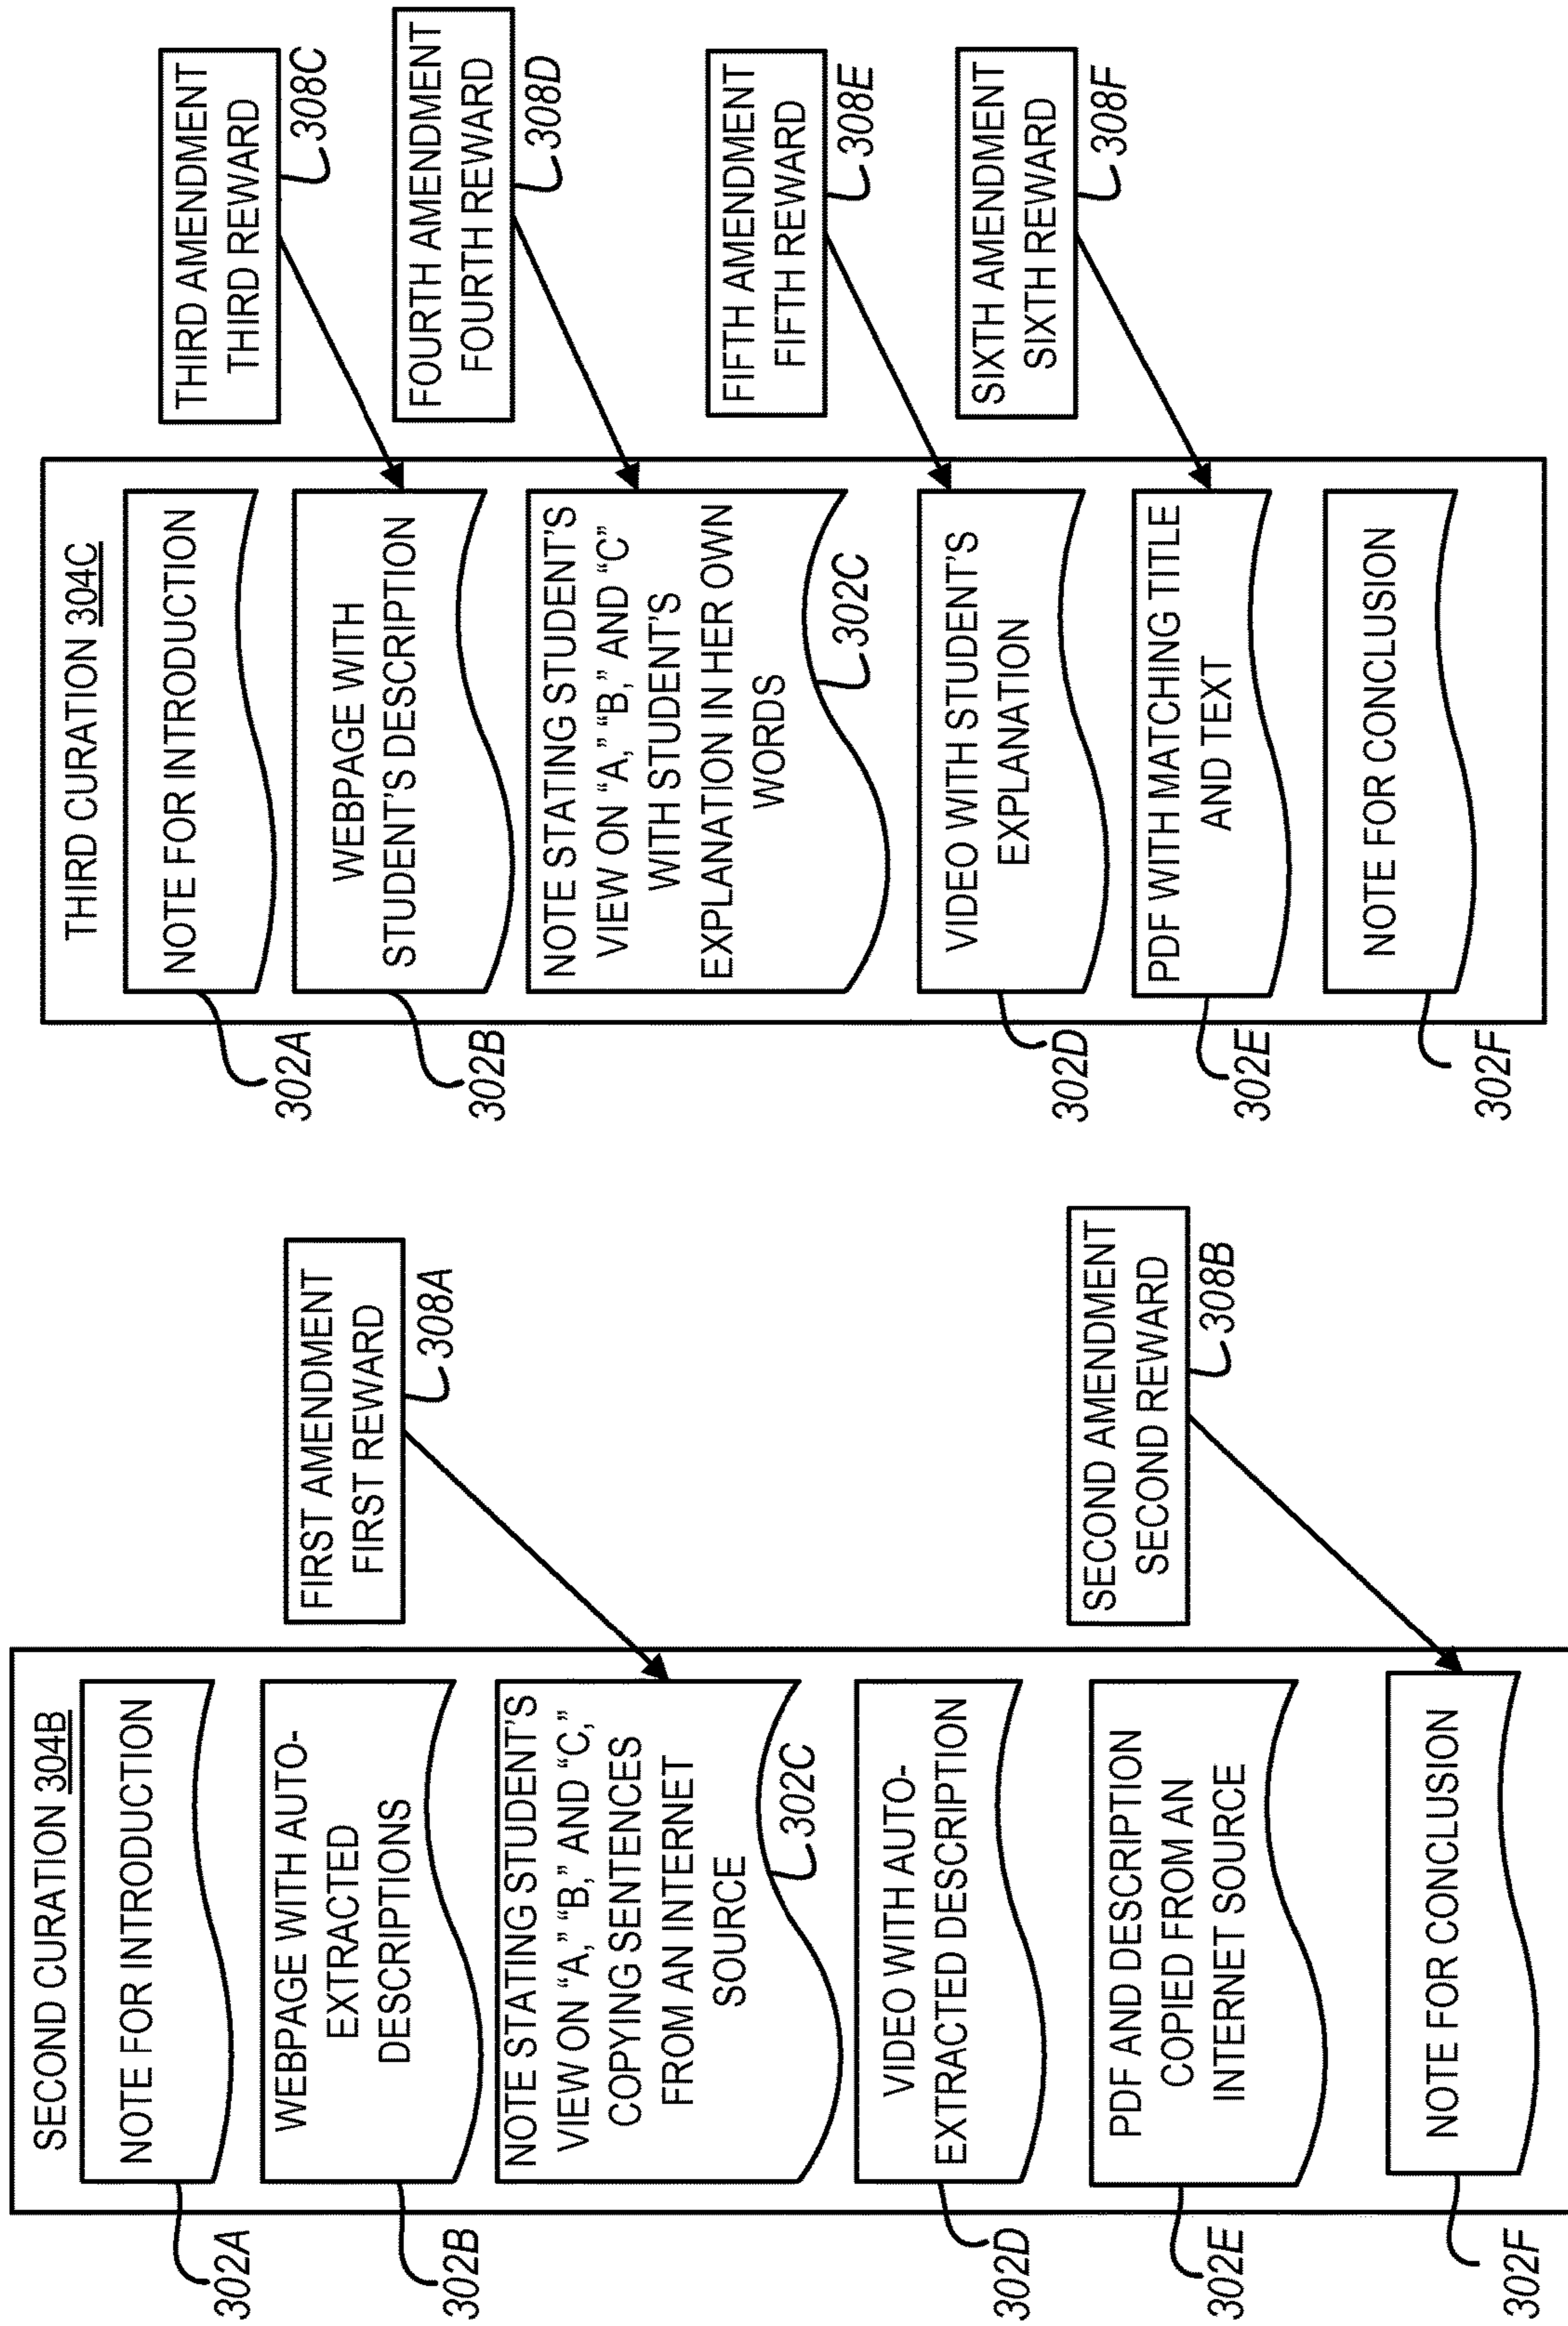 SECOND CURATION 304B
NOTE FOR INTRODUCTION
302A
WEBPAGE WITH AUTO-
EXTRACTED
DESCRIPTIONS
302B
NOTE STATING STUDENT'S
VIEW ON “A,” “B,” AND “C,”
COPYING SENTENCES
FROM AN INTERNET
SOURCE
302C
VIDEO WITH AUTO-
EXTRACTED DESCRIPTION
302D
PDF AND DESCRIPTION
COPIED FROM AN
INTERNET SOURCE
302E
NOTE FOR CONCLUSION
302F
FIRST AMENDMENT
FIRST REWARD
308A
SECOND AMENDMENT
SECOND REWARD
308B
THIRD CURATION 304C
NOTE FOR INTRODUCTION
302A
WEBPAGE WITH
STUDENT'S DESCRIPTION
302B
NOTE STATING STUDENT'S
VIEW ON “A,” “B,” AND “C”
WITH STUDENT'S
EXPLANATION IN HER OWN
WORDS
302C
VIDEO WITH STUDENT'S
EXPLANATION
302D
PDF WITH MATCHING TITLE
AND TEXT
302E
NOTE FOR CONCLUSION
302F
THIRD AMENDMENT
THIRD REWARD
308C
FOURTH AMENDMENT
FOURTH REWARD
308D
FIFTH AMENDMENT
FIFTH REWARD
308E
SIXTH AMENDMENT
SIXTH REWARD
308F